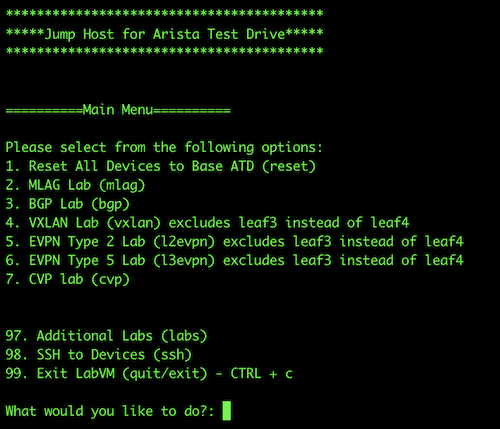 *****************************************
*****Jump Host for Arista Test Drive*****
*****************************************
==========Main Menu==========
Please select from the following options:
1. Reset All Devices to Base ATD (reset)
2. MLAG Lab (mlag)
3. BGP Lab (bgp)
4. VXLAN Lab (vxlan) excludes leaf3 instead of leaf4
5. EVPN Type 2 Lab (l2evpn) excludes leaf3 instead of leaf4
6. EVPN Type 5 Lab (l3evpn) excludes leaf3 instead of leaf4
7. CVP lab (cvp)
97. Additional Labs (labs)
98. SSH to Devices (ssh)
99. Exit LabVM (quit/exit) - CTRL + c
What would you like to do?: